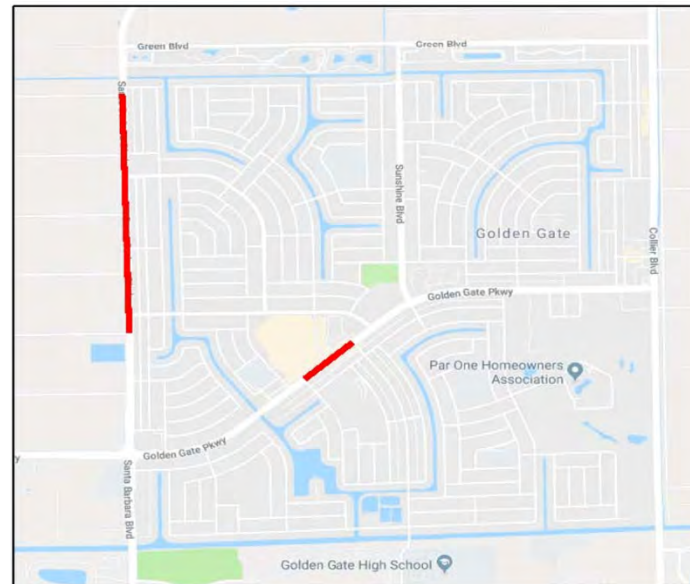 Green Blvd
Green Blvd
Sunshine Blvd
Golden Gate
Collier Blvd
Golden Gate Pkwy
Par One Homeowners
Association
Golden Gate Pkwy
Santa Barbara Blvd
Golden Gate High School